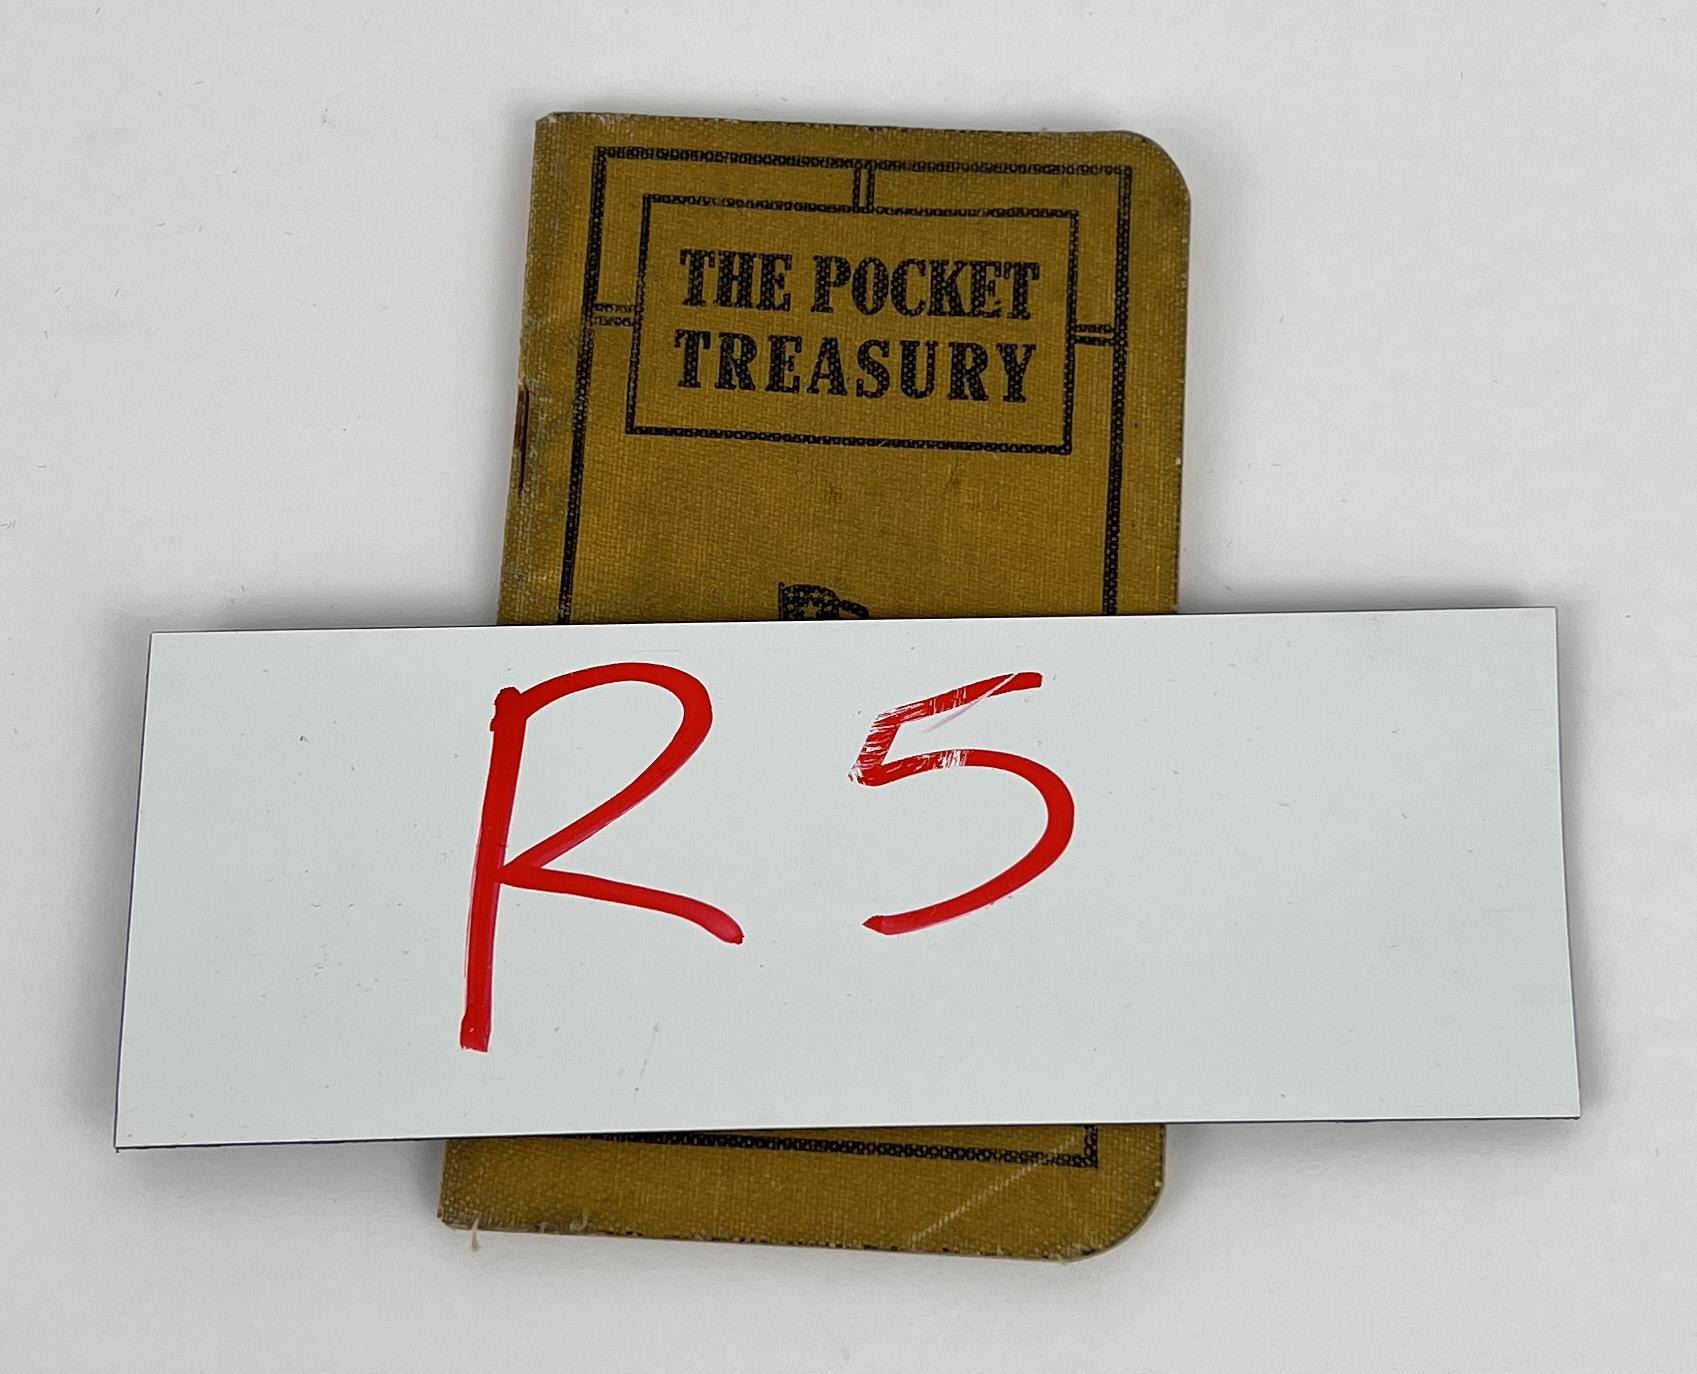 THE POCKET
TREASURY
R 5